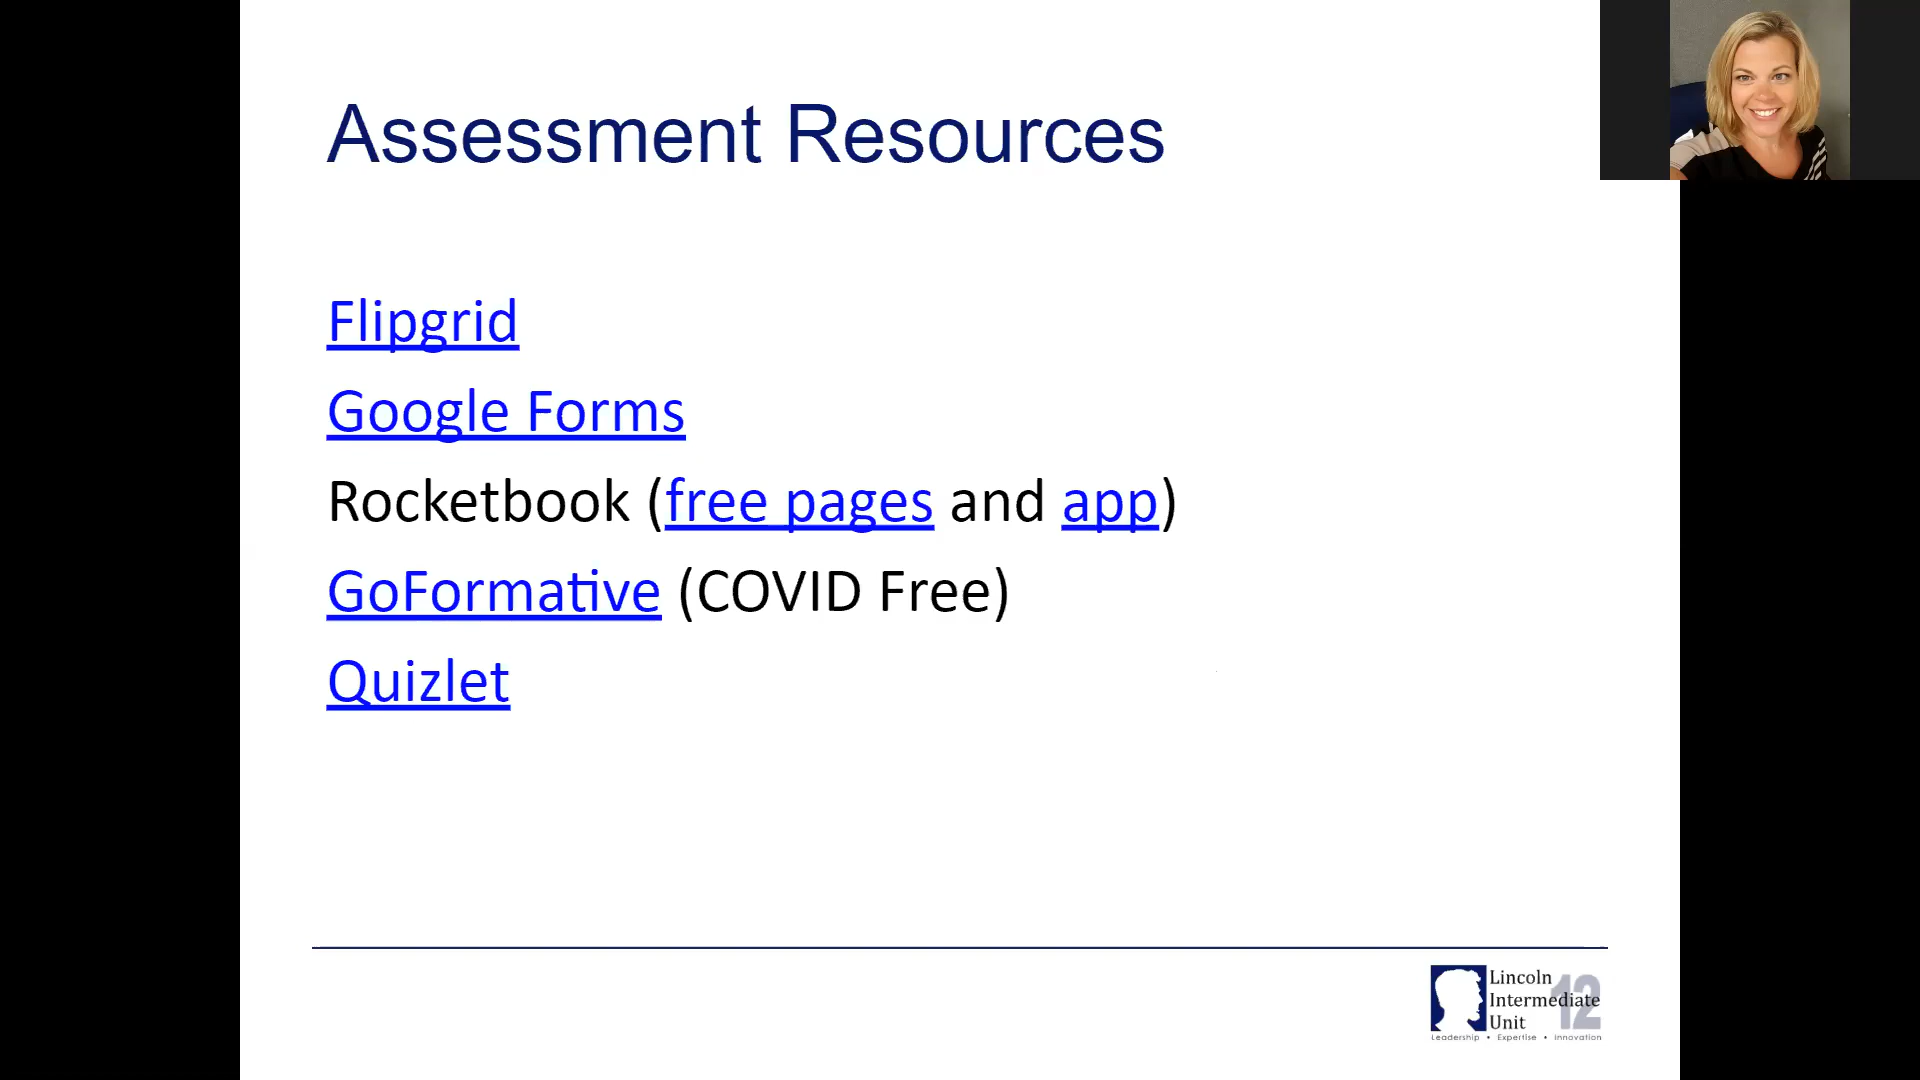 Assessment Resources
Flipgrid
Google Forms
Rocketbook (free pages and app)
GoFormative (COVID Free)
Quizlet
Lincoln
Intermediate
Unit
12
Leadership • Expertise • Innovation